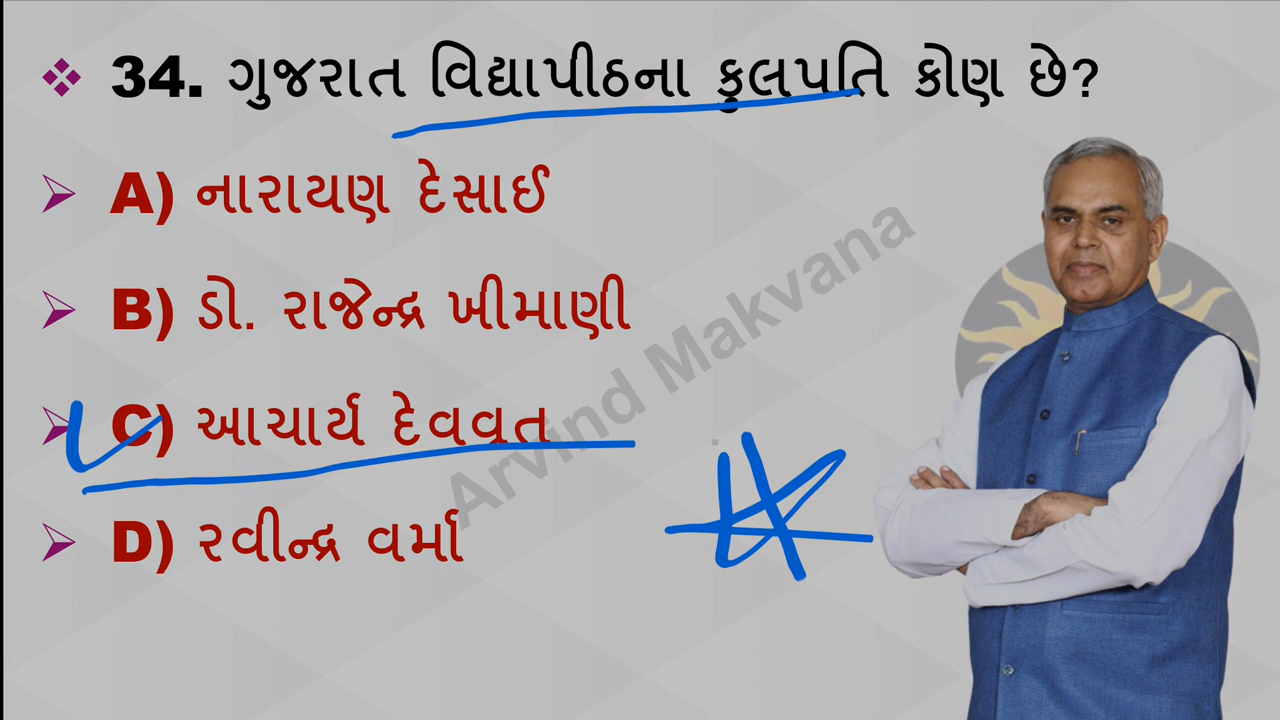 ❖ 34. ગુજરાત વિદ્યાપીઠના કુલપતિ કોણ છે?
➢ A) નારાયણ દેસાઈ
➢ B) ડો. રાજેન્દ્ર ખીમાણી
➢ C) આચાર્ય દેવવ્રત
➢ D) રવીન્દ્ર વર્મા
Arvind Makvana